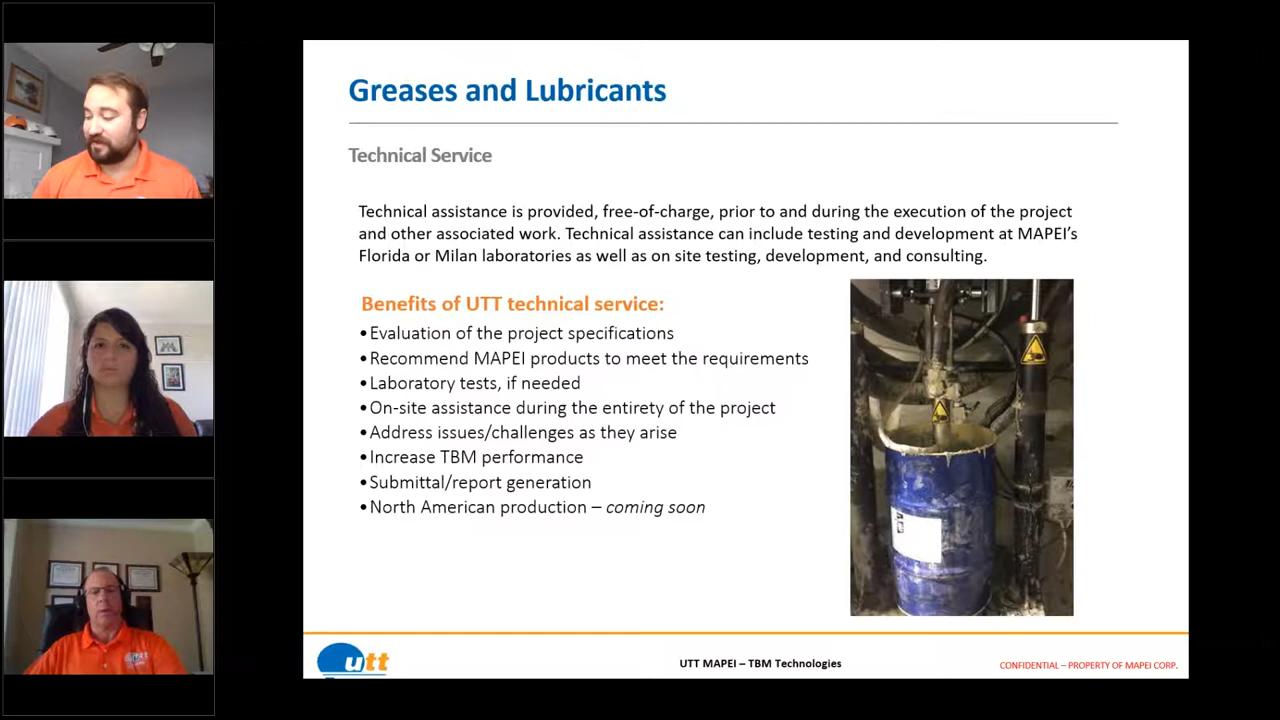 Greases and Lubricants
Technical Service
Technical assistance is provided, free-of-charge, prior to and during the execution of the project
and other associated work. Technical assistance can include testing and development at MAPEI's
Florida or Milan laboratories as well as on site testing, development, and consulting.
Benefits of UTT technical service:
•Evaluation of the project specifications
•Recommend MAPEI products to meet the requirements
•Laboratory tests, if needed
•On-site assistance during the entirety of the project
•Address issues/challenges as they arise
•Increase TBM performance
•Submittal/report generation
•North American production – coming soon
utt
UTT MAPEI – TBM Technologies
CONFIDENTIAL – PROPERTY OF MAPEI CORP.